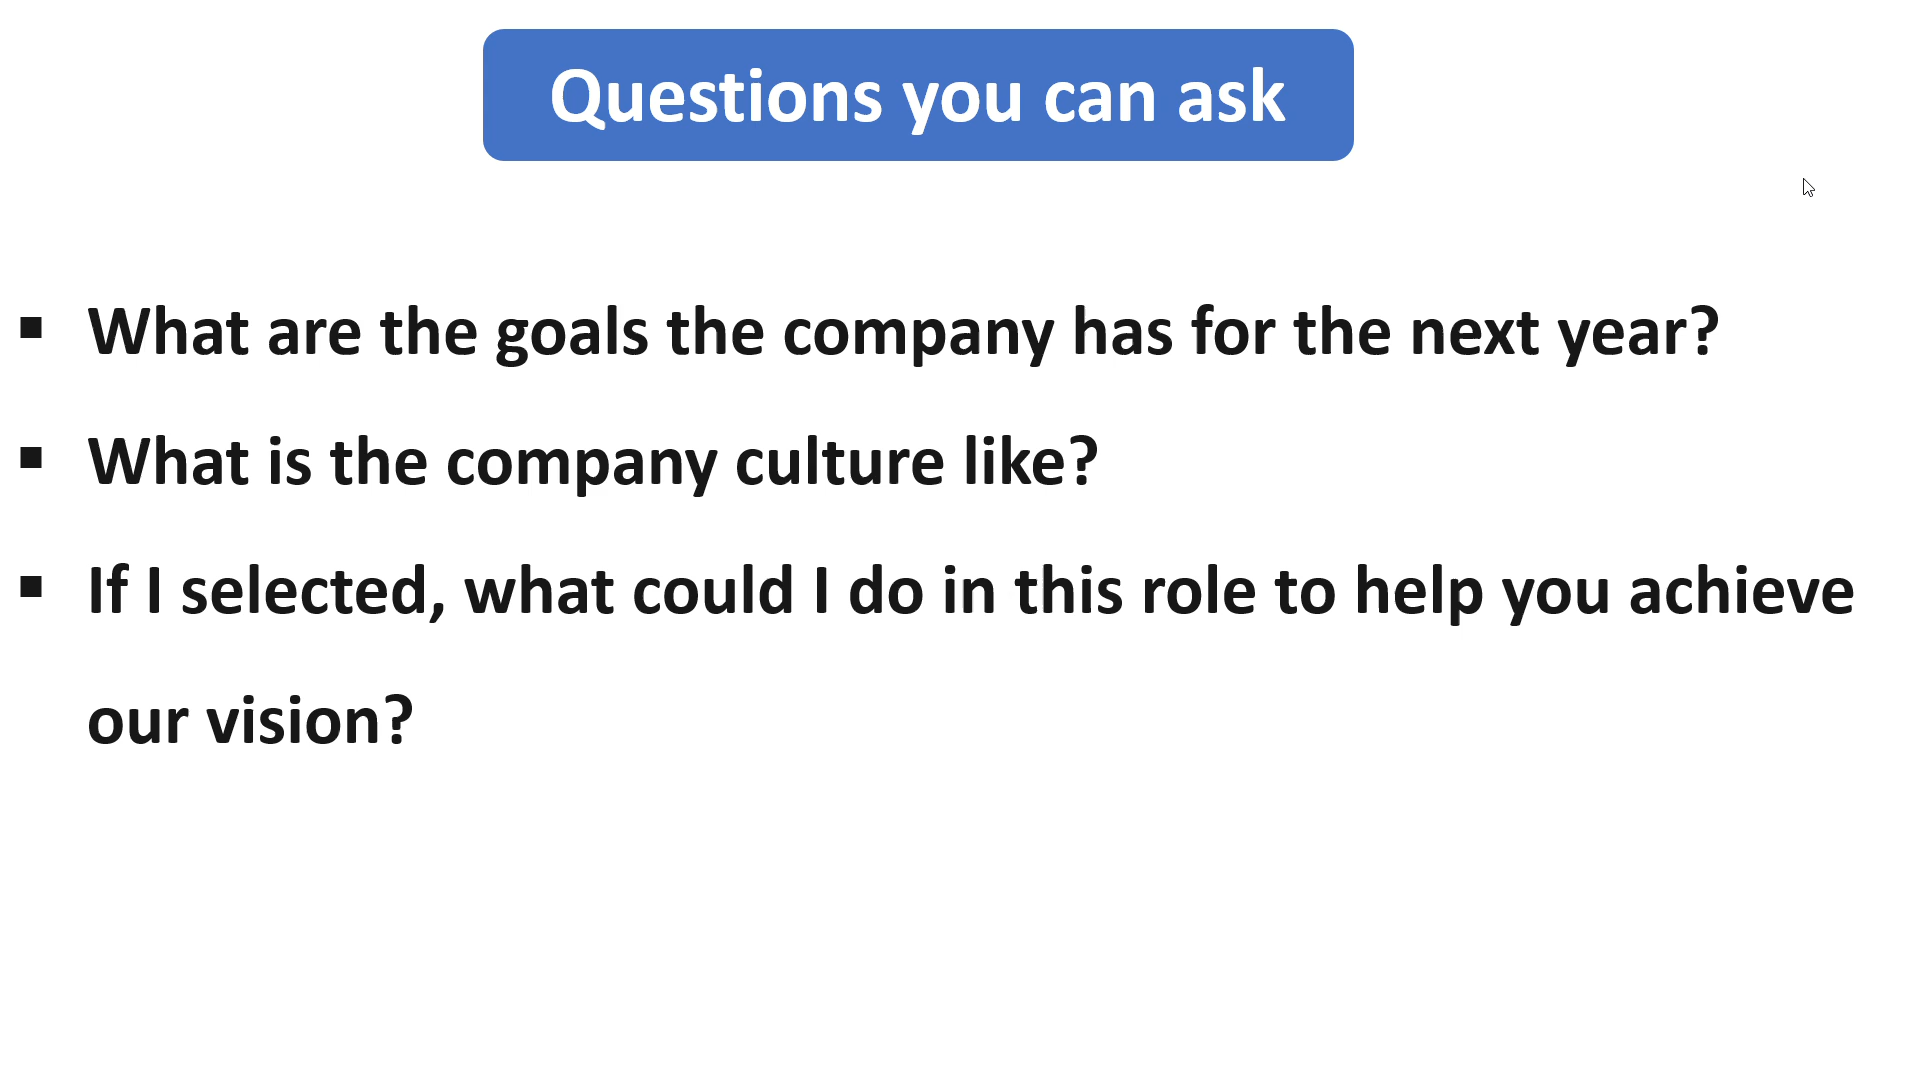 Questions you can ask
▪ What are the goals the company has for the next year?
▪ What is the company culture like?
▪ If I selected, what could I do in this role to help you achieve
our vision?